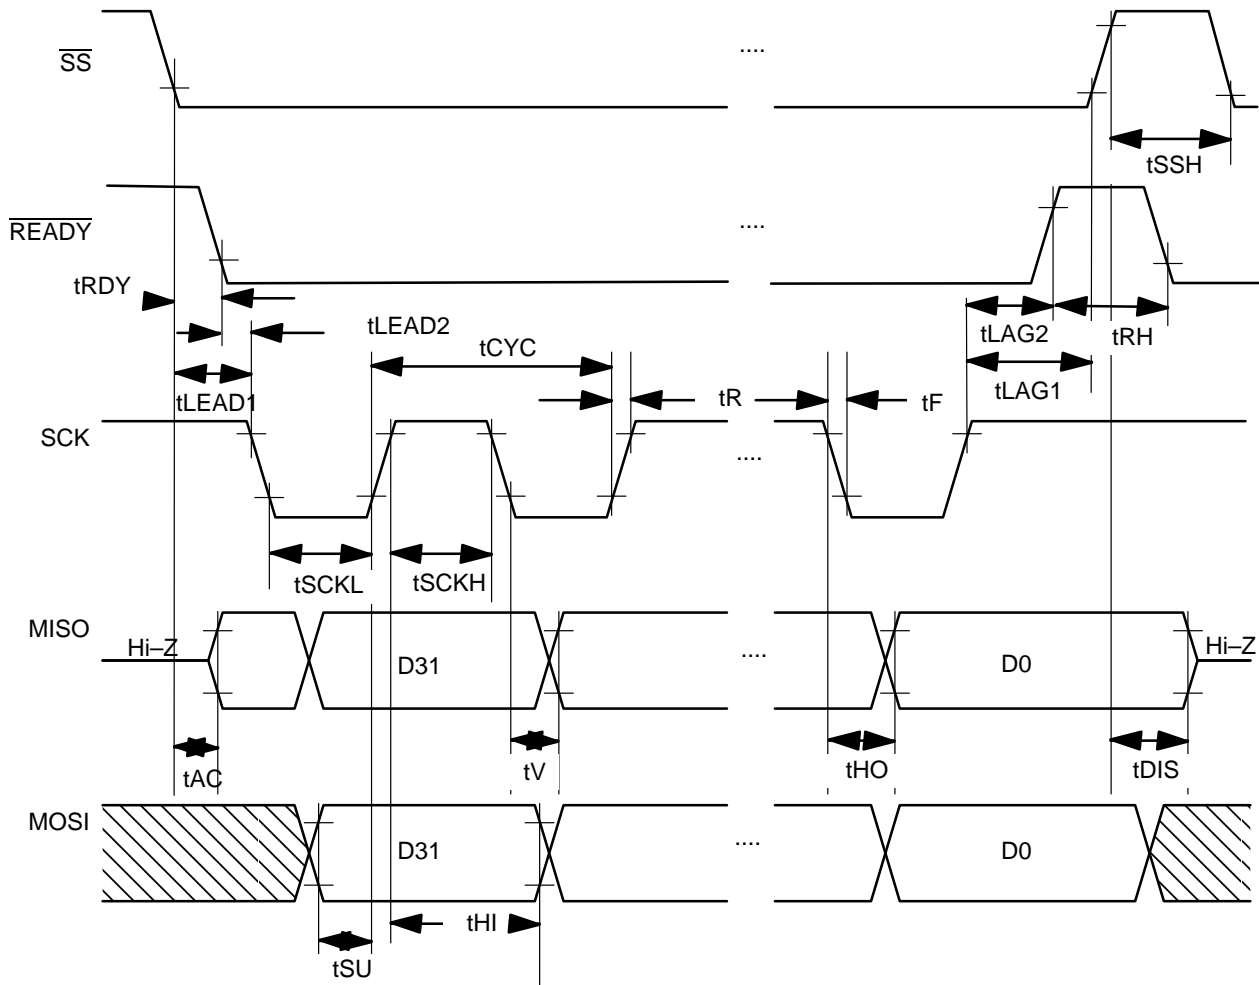 SS
....
tSSH
READY
....
tRDY
tLEAD2
tLAG2
tRH
tCYC
tLEAD1
tR
tF
tLAG1
SCK
....
tSCKL
tSCKH
MISO
Hi–Z
D31
....
D0
Hi–Z
tAC
tV
tHO
tDIS
MOSI
D31
....
D0
tHI
tSU